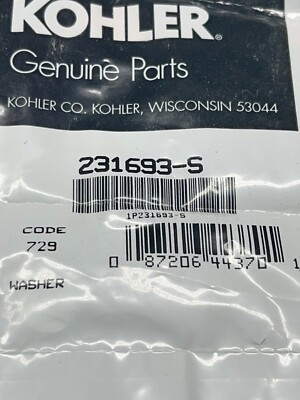 KOHLER®
Genuine Parts
KOHLER CO. KOHLER, WISCONSIN 53044
231693-S
1P231693-S
CODE
729
0 87206 44370 1
WASHER